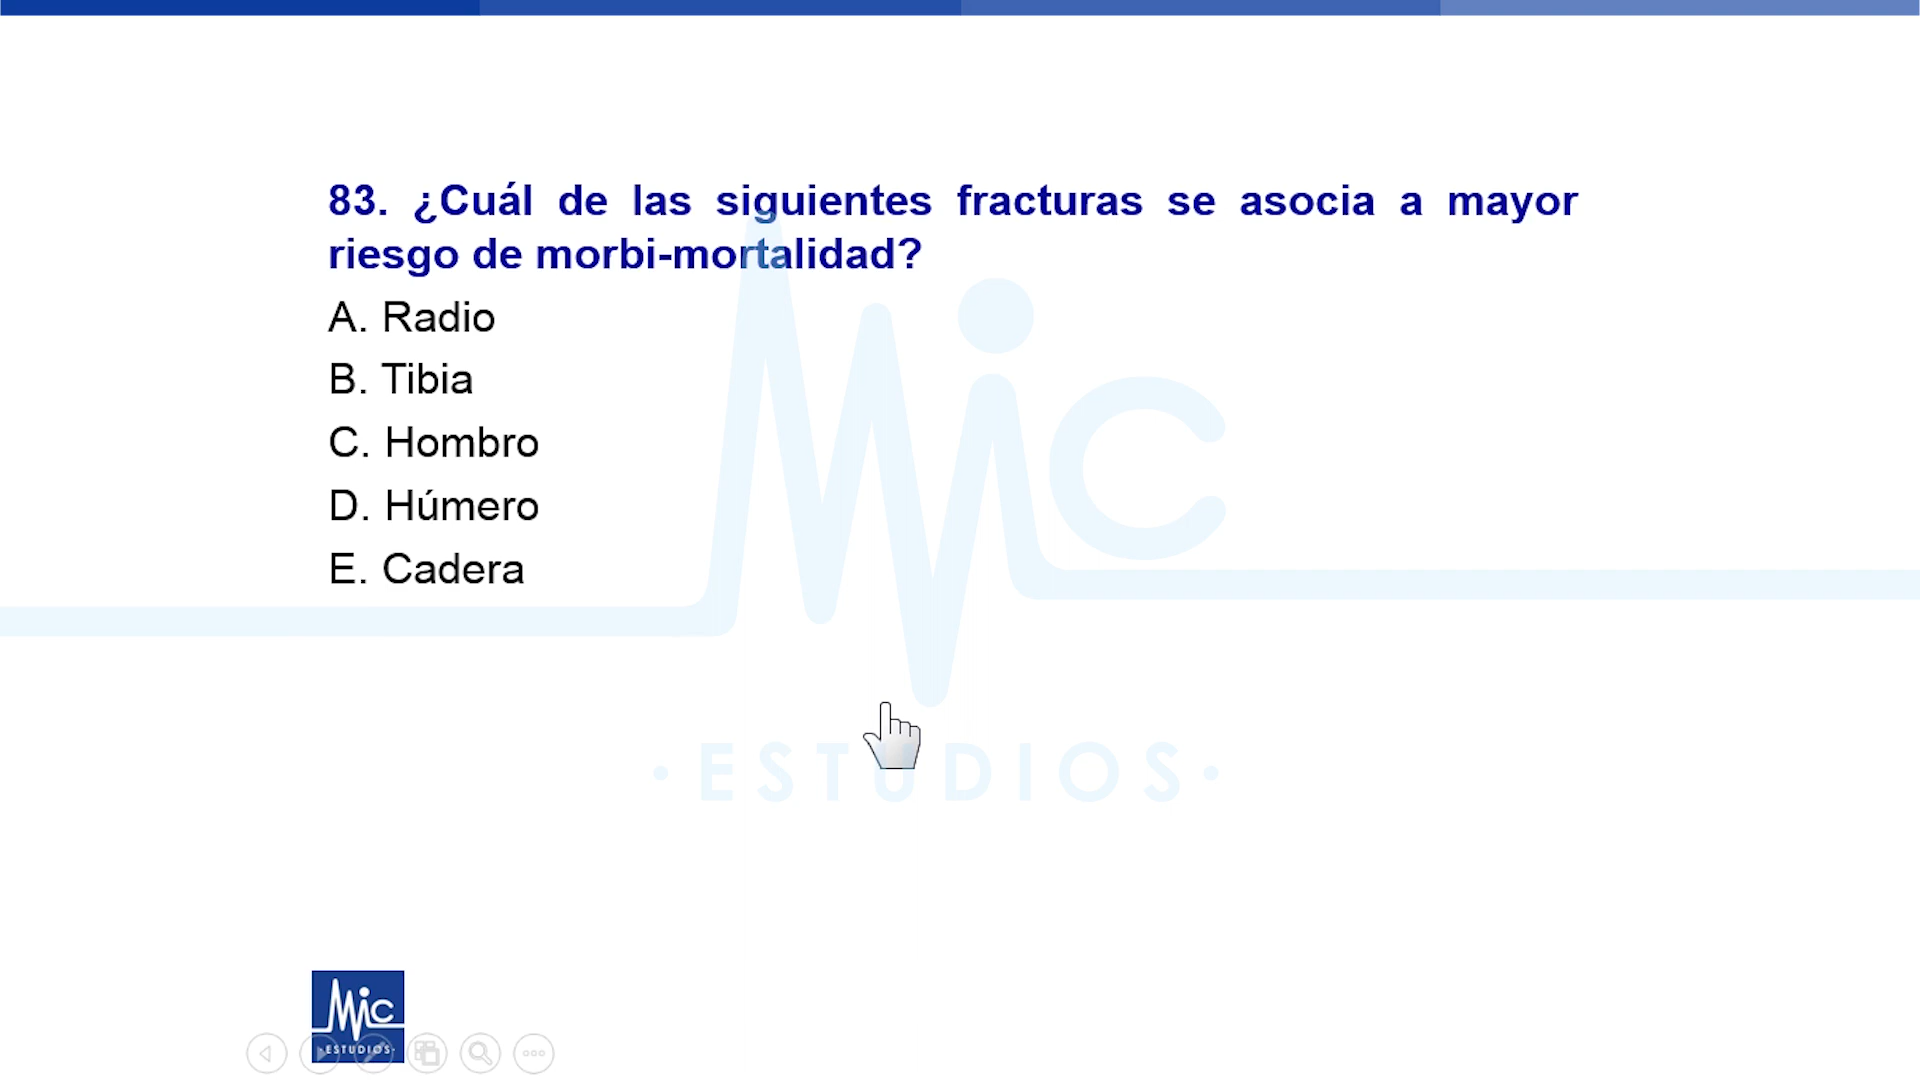 83. ¿Cuál de las siguientes fracturas se asocia a mayor
riesgo de morbi-mortalidad?
A. Radio
B. Tibia
C. Hombro
D. Húmero
E. Cadera
Mic
· ESTUDIOS ·
Mic
·ESTUDIOS·